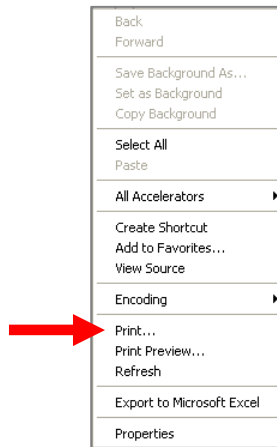 Back
Forward
Save Background As...
Set as Background
Copy Background
Select All
Paste
All Accelerators
Create Shortcut
Add to Favorites...
View Source
Encoding
Print...
Print Preview...
Refresh
Export to Microsoft Excel
Properties